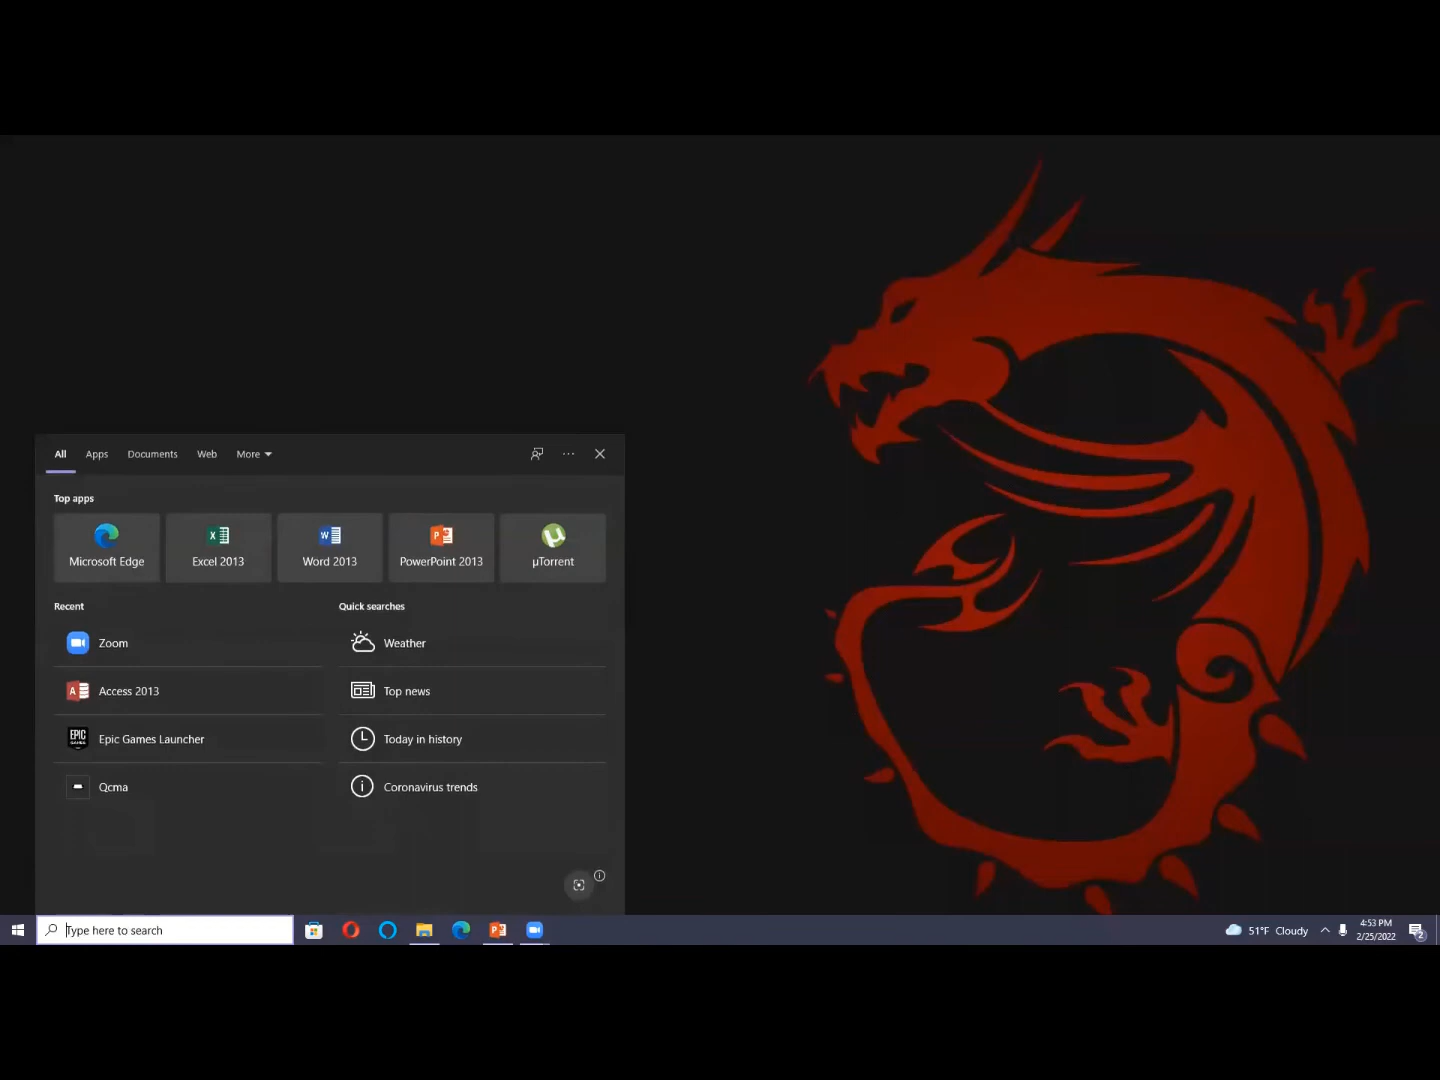 All Apps Documents Web More
Top apps
Microsoft Edge Excel 2013 Word 2013 PowerPoint 2013 µTorrent
Recent Quick searches
Zoom Weather
Access 2013 Top news
Epic Games Launcher Today in history
Qcma Coronavirus trends
Type here to search 51°F Cloudy 4:53 PM
2/25/2022 2